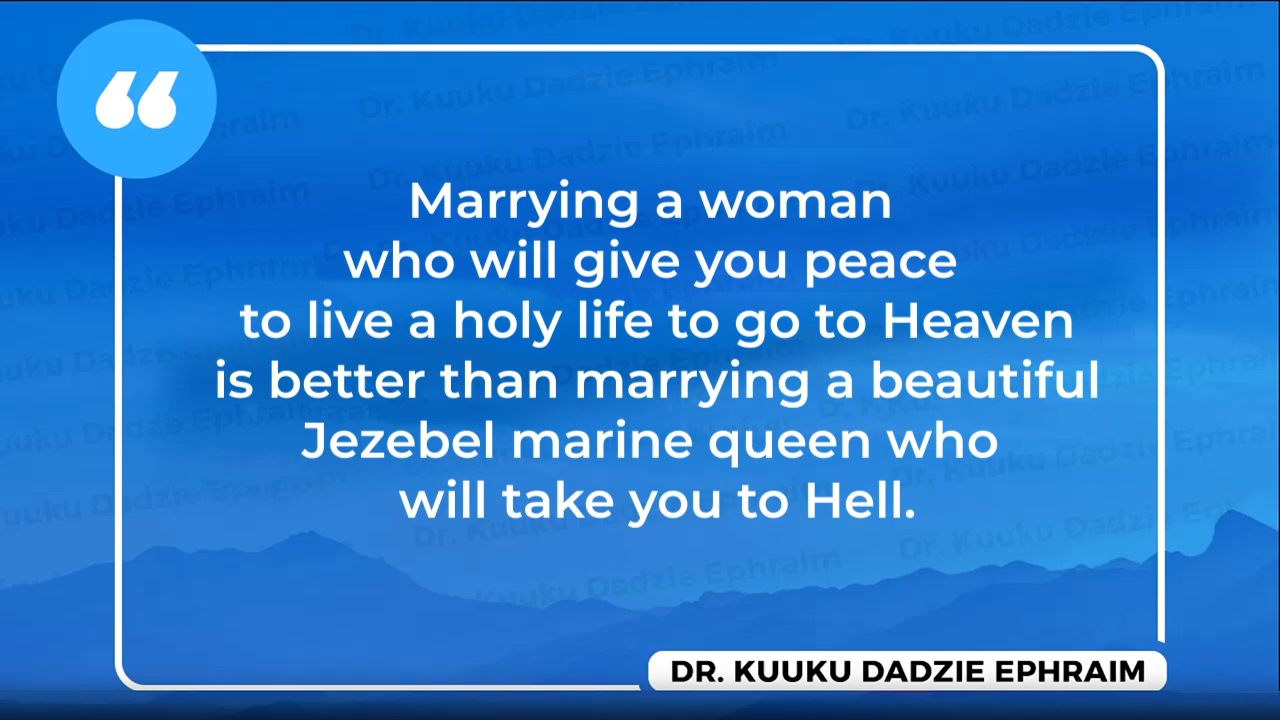 Marrying a woman
who will give you peace
to live a holy life to go to Heaven
is better than marrying a beautiful
Jezebel marine queen who
will take you to Hell.
DR. KUUKU DADZIE EPHRAIM